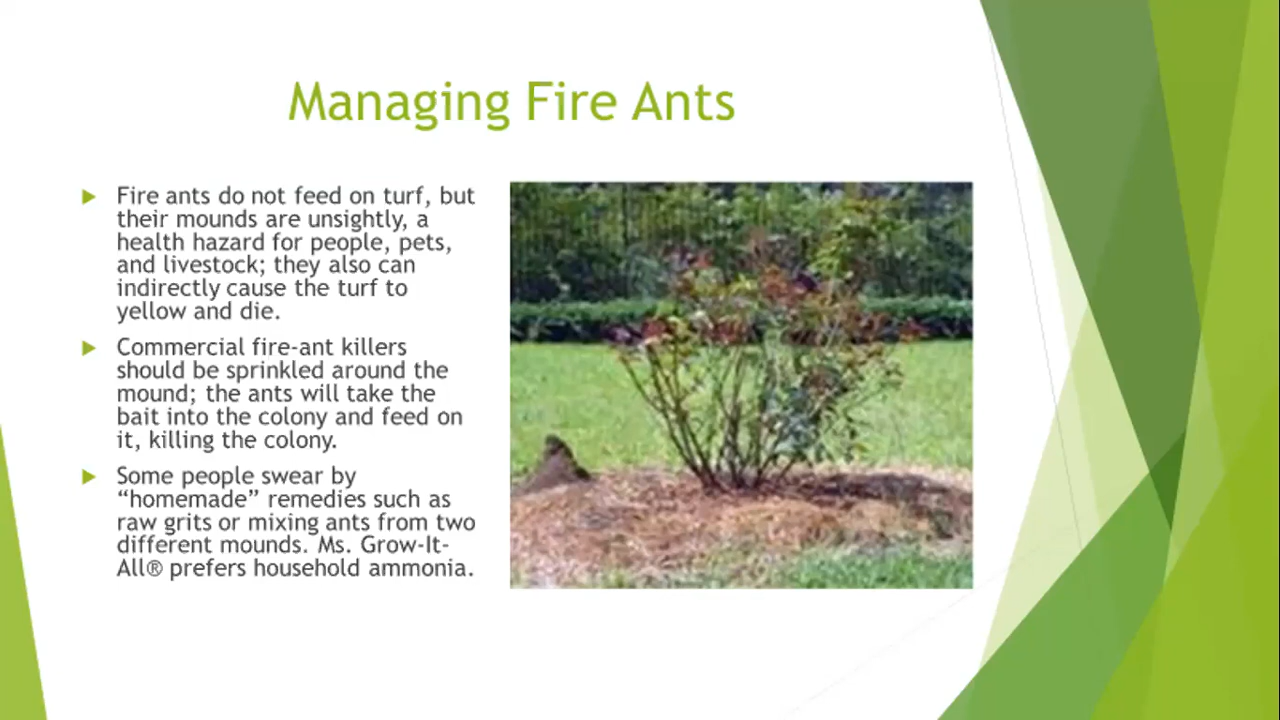 Managing Fire Ants
Fire ants do not feed on turf, but
their mounds are unsightly, a
health hazard for people, pets,
and livestock; they also can
indirectly cause the turf to
yellow and die.
Commercial fire-ant killers
should be sprinkled around the
mound; the ants will take the
bait into the colony and feed on
it, killing the colony.
Some people swear by
“homemade” remedies such as
raw grits or mixing ants from two
different mounds. Ms. Grow-It-
All® prefers household ammonia.